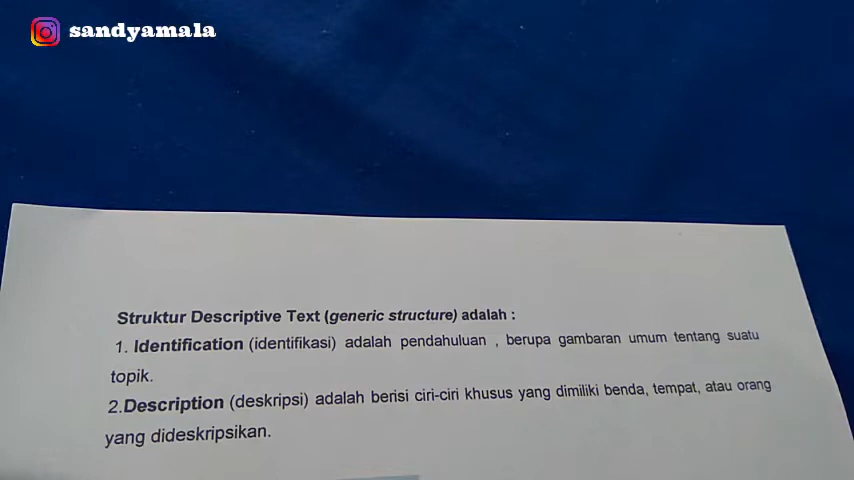 sandyamala
Struktur Descriptive Text (generic structure) adalah :
1. Identification (identifikasi) adalah pendahuluan , berupa gambaran umum tentang suatu
topik.
2.Description (deskripsi) adalah berisi ciri-ciri khusus yang dimiliki benda, tempat, atau orang
yang dideskripsikan.